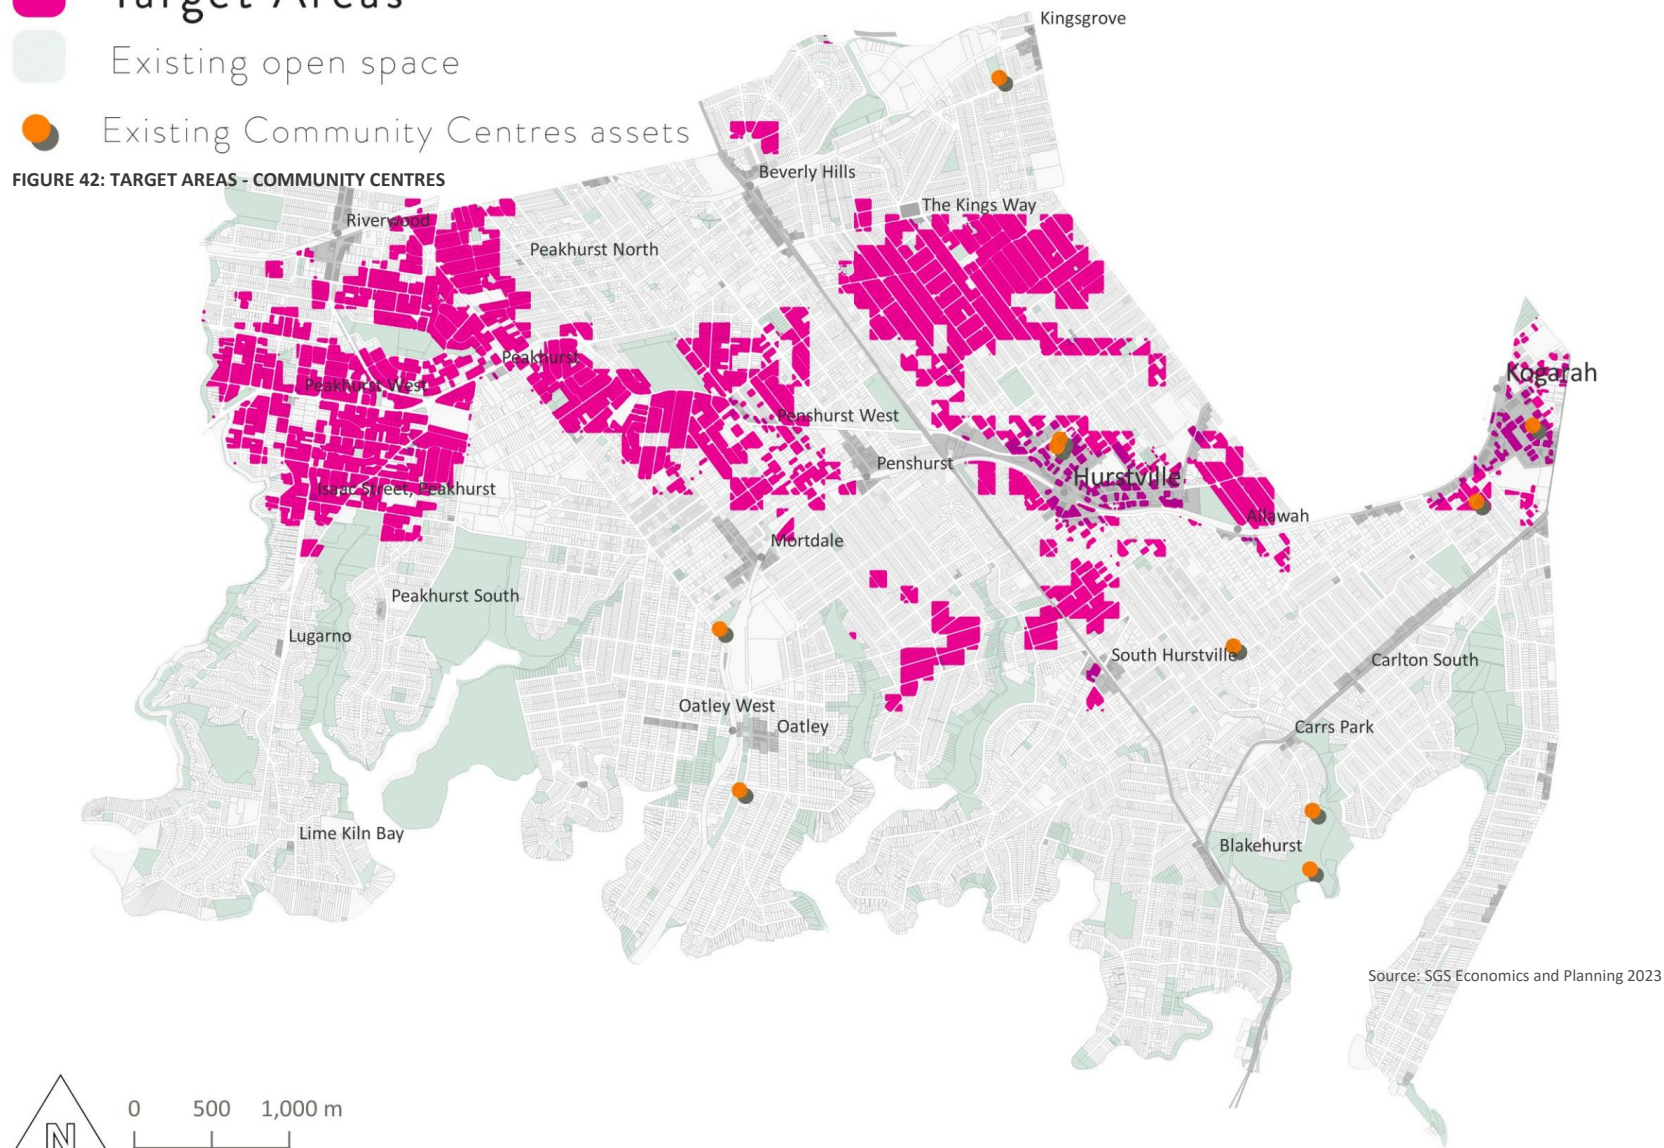 Target Areas
Existing open space
Existing Community Centres assets
FIGURE 42: TARGET AREAS - COMMUNITY CENTRES
Kingsgrove
Beverly Hills
The Kings Way
Riverwood
Peakhurst North
Peakhurst
Peakhurst West
Kogarah
Penshurst West
Penshurst
Hurstville
Isaac Street, Peakhurst
Allawah
Mortdale
Peakhurst South
Lugarno
South Hurstville
Carlton South
Oatley West
Oatley
Carrs Park
Lime Kiln Bay
Blakehurst
Source: SGS Economics and Planning 2023
0 500 1,000 m
N